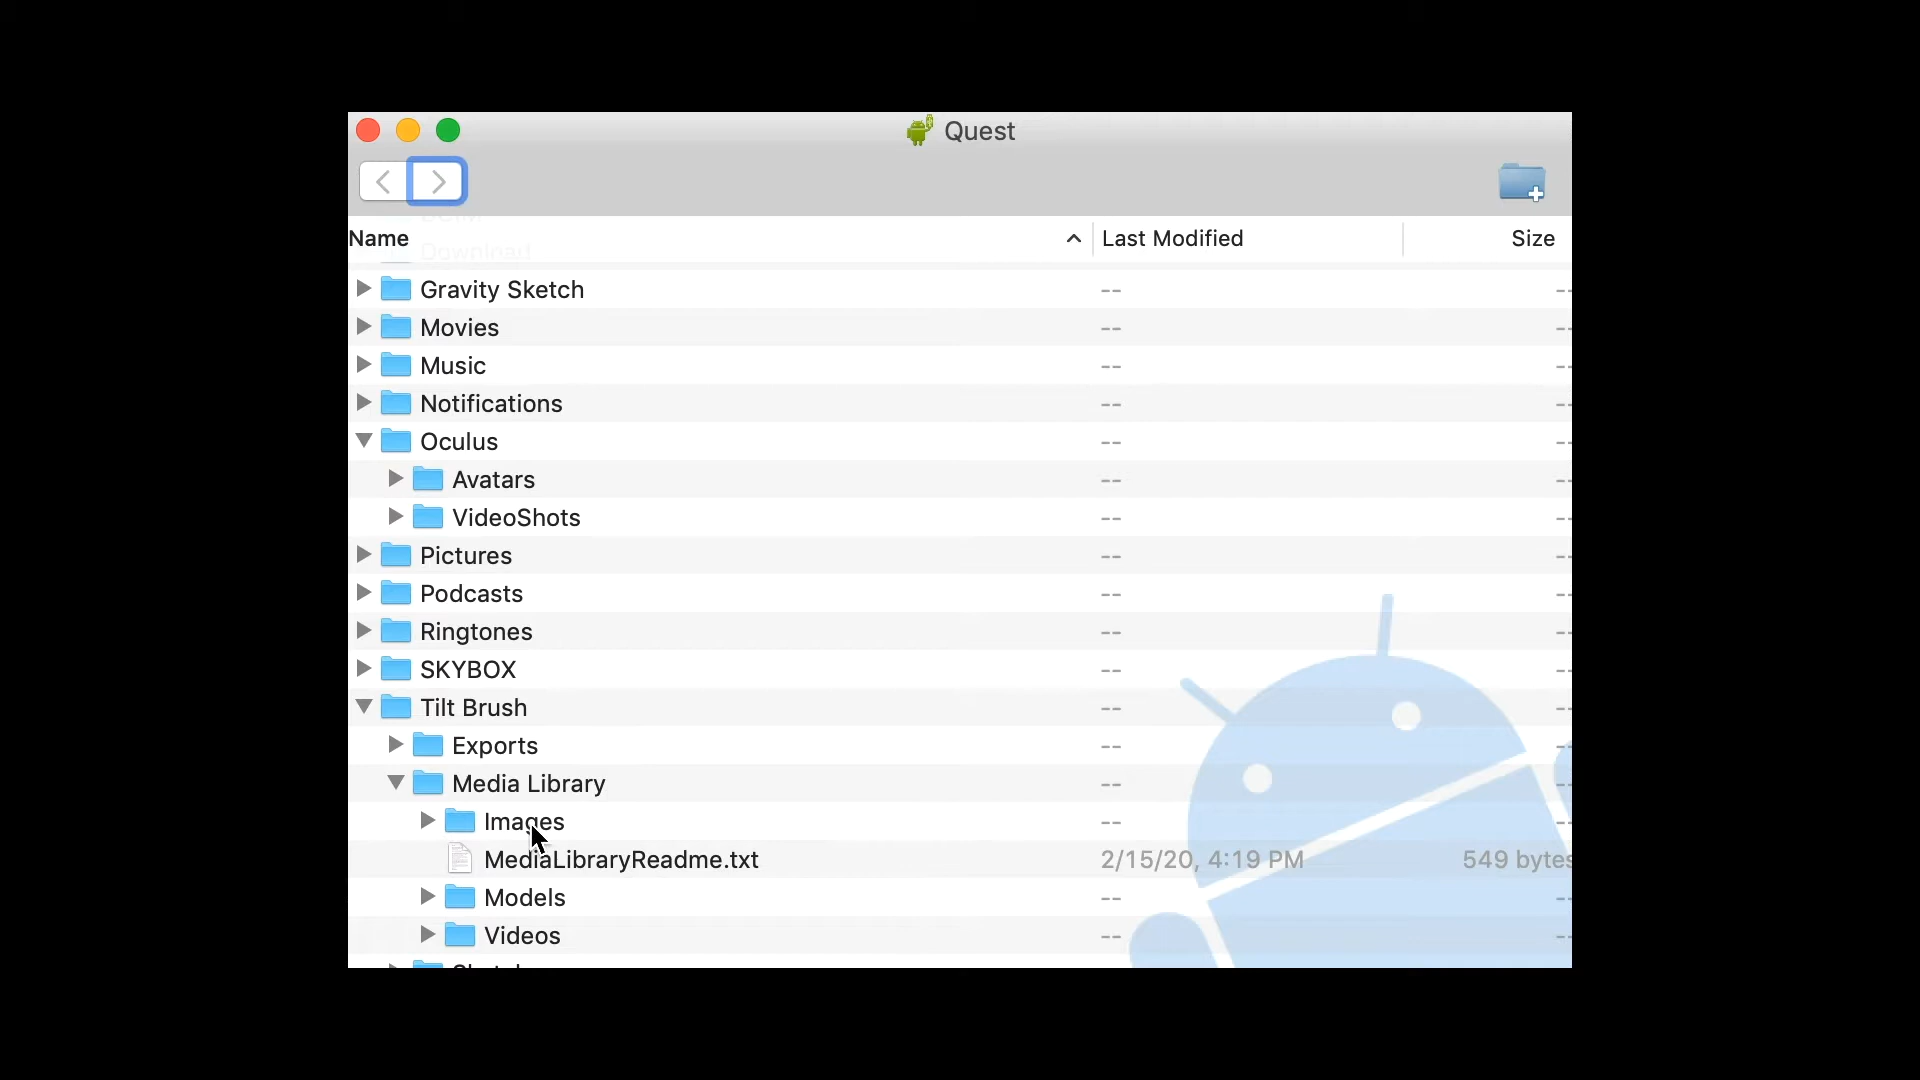 Quest
Name Last Modified Size
Download
Gravity Sketch -- --
Movies -- --
Music -- --
Notifications -- --
Oculus -- --
Avatars -- --
VideoShots -- --
Pictures -- --
Podcasts -- --
Ringtones -- --
SKYBOX -- --
Tilt Brush -- --
Exports -- --
Media Library -- --
Images -- --
MediaLibraryReadme.txt 2/15/20, 4:19 PM 549 bytes
Models -- --
Videos -- --